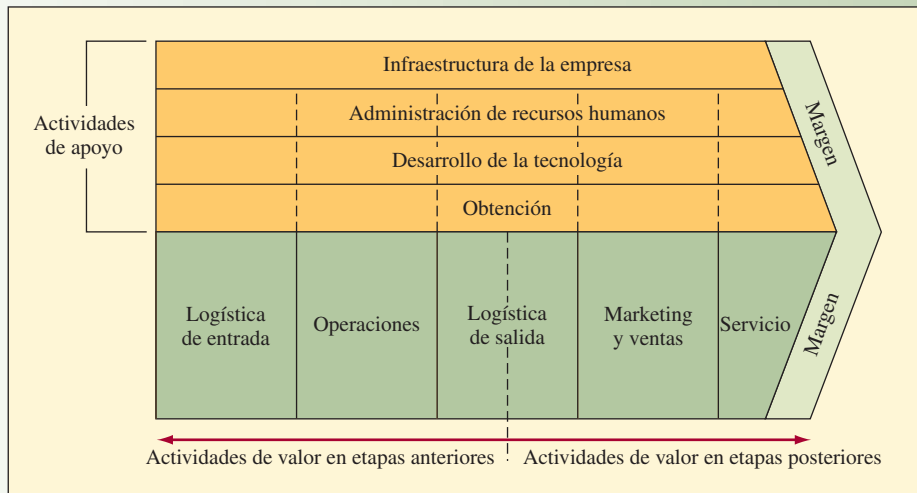 Infraestructura de la empresa
Administración de recursos humanos
Desarrollo de la tecnología
Obtención
Actividades
de apoyo
Margen
Logística
de entrada
Operaciones
Logística
de salida
Marketing
y ventas
Servicio
Margen
Actividades de valor en etapas anteriores
Actividades de valor en etapas posteriores